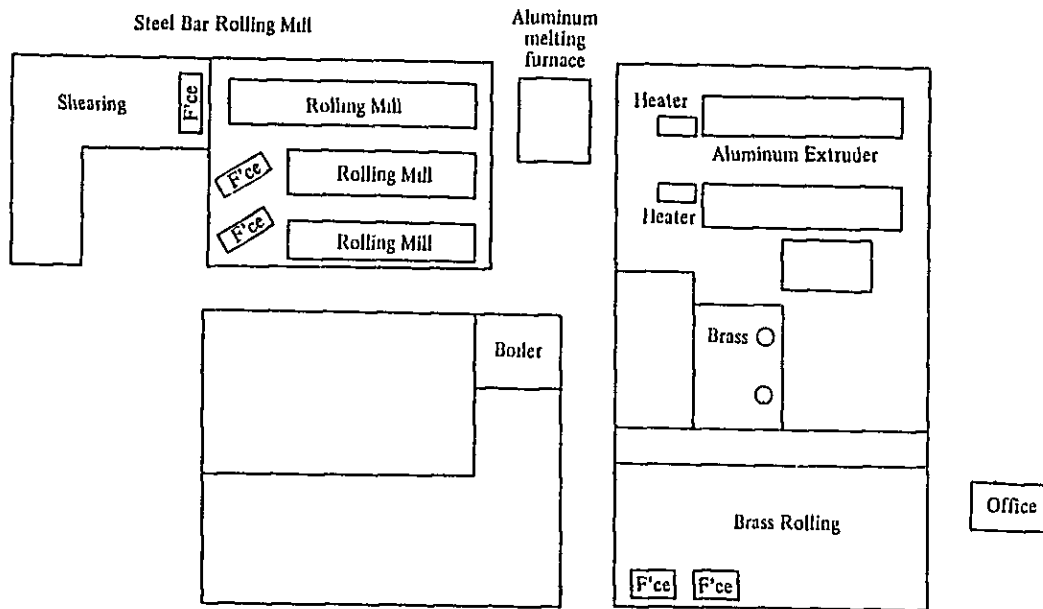 Steel Bar Rolling Mill
Aluminum
melting
furnace
Shearing
F'ce
Rolling Mill
F'ce
Rolling Mill
F'ce
Rolling Mill
Heater
Aluminum Extruder
Heater
Boiler
Brass
Brass Rolling
Office
F'ce
F'ce